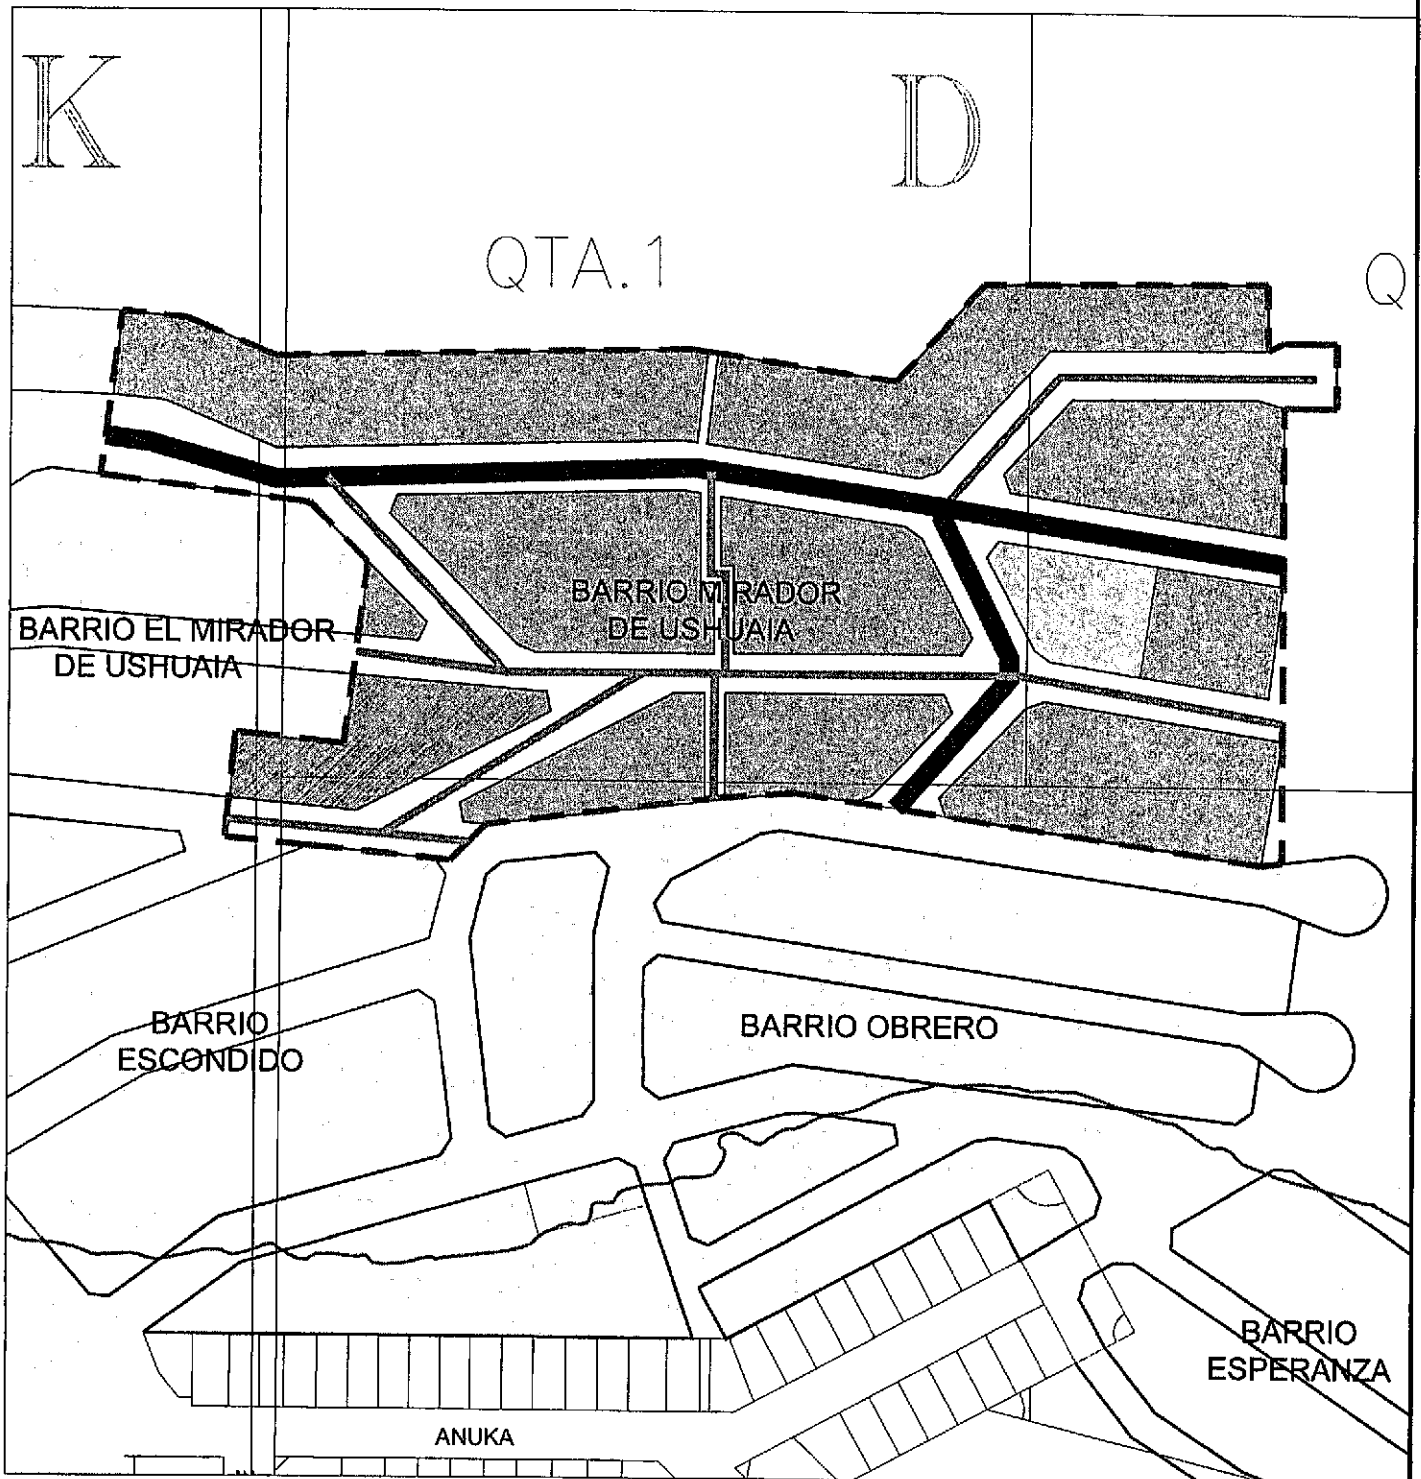 K
D
QTA.1
Q
BARRIO MIRADOR
DE USHUAIA
BARRIO EL MIRADOR
DE USHUAIA
BARRIO
ESCONDIDO
BARRIO OBRERO
BARRIO
ESPERANZA
ANUKA